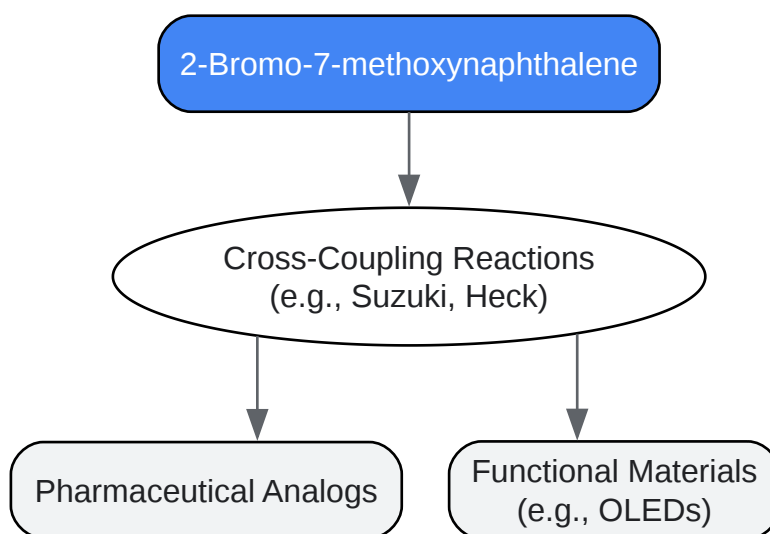 2-Bromo-7-methoxynaphthalene
Cross-Coupling Reactions
(e.g., Suzuki, Heck)
Pharmaceutical Analogs
Functional Materials
(e.g., OLEDs)